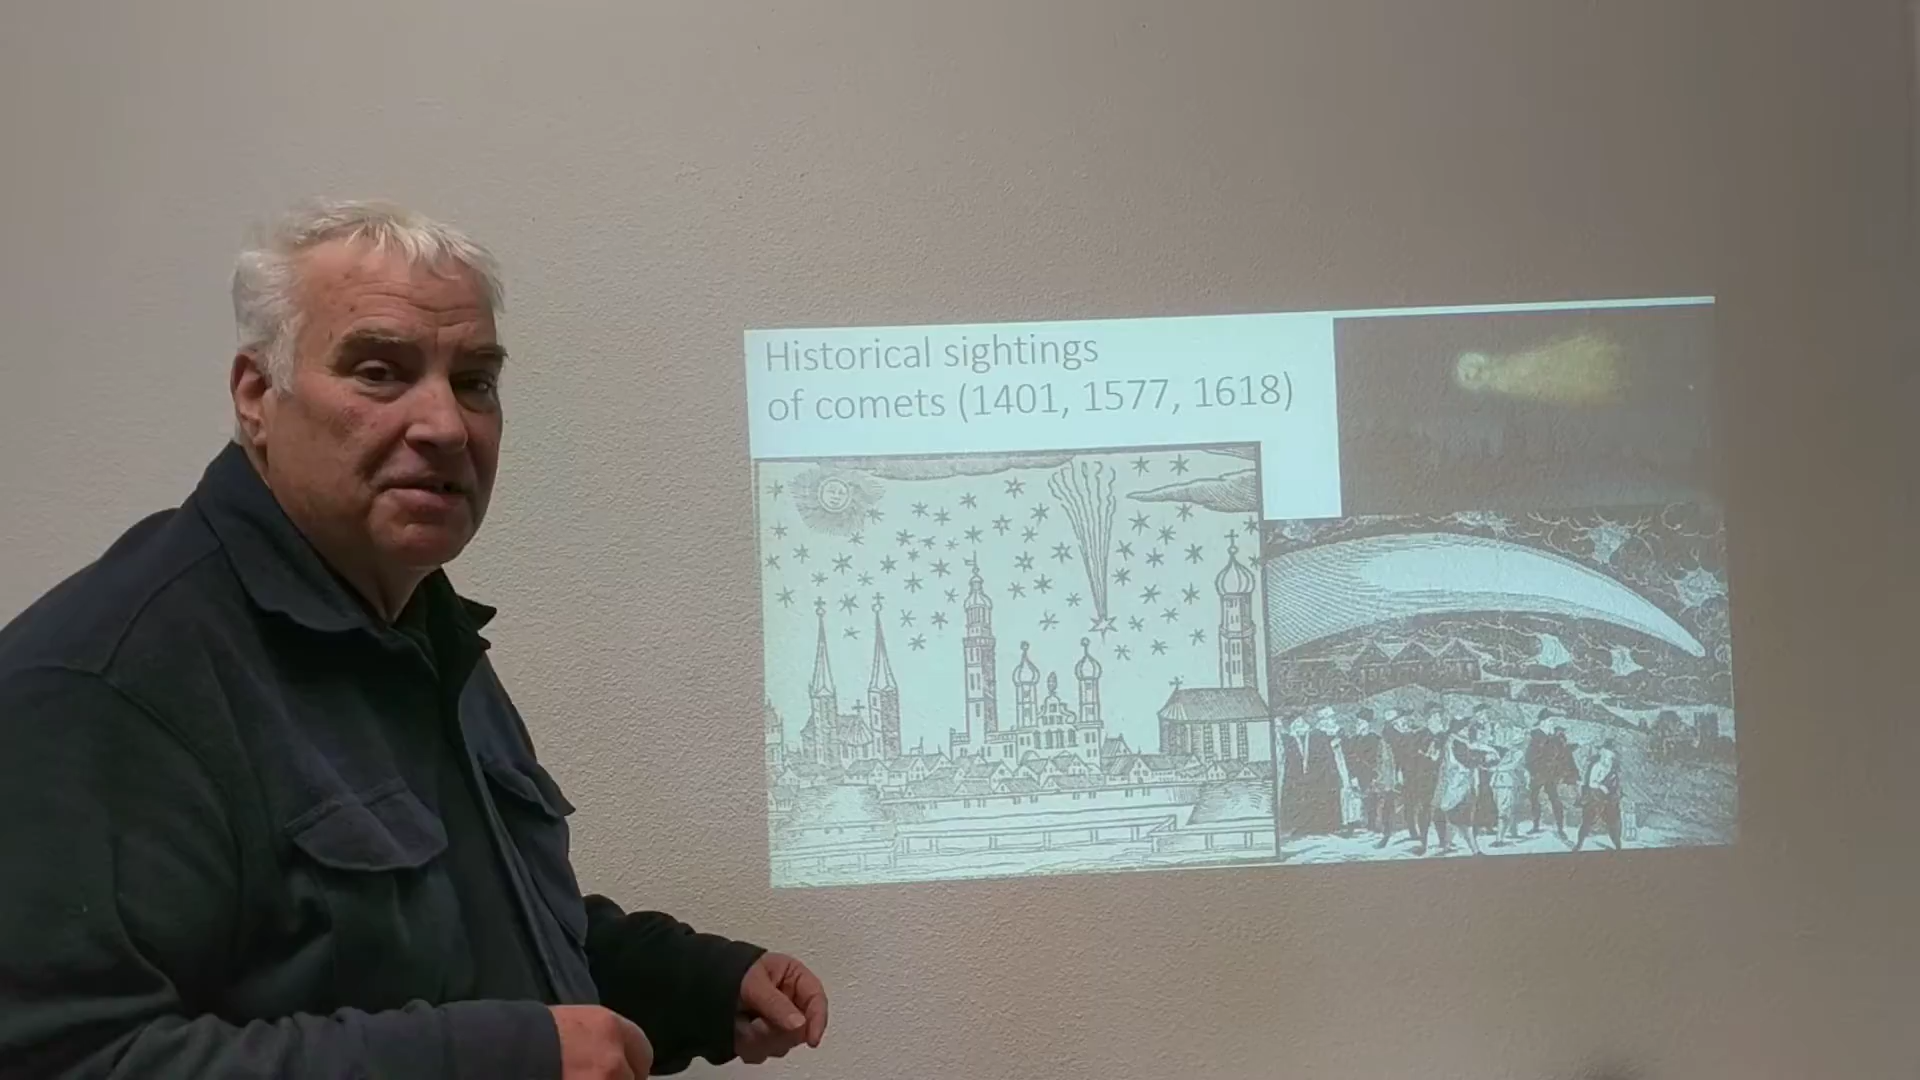 Historical sightings
of comets (1401, 1577, 1618)